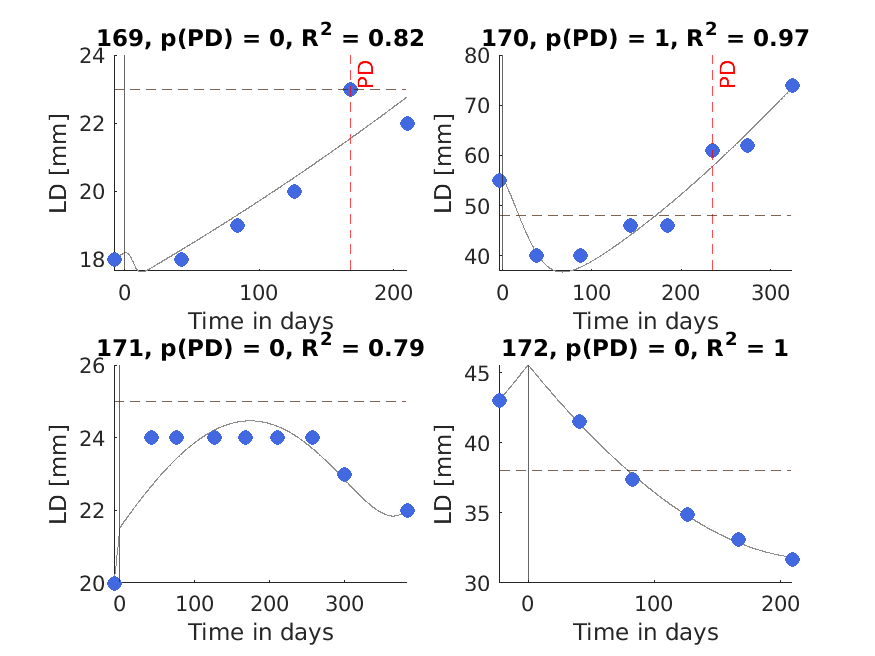 169, p(PD) = 0, R² = 0.82
24
22
20
18
LD [mm]
PD
0
100
200
Time in days
170, p(PD) = 1, R² = 0.97
80
70
60
50
40
LD [mm]
PD
0
100
200
300
Time in days
171, p(PD) = 0, R² = 0.79
26
24
22
20
LD [mm]
0
100
200
300
Time in days
172, p(PD) = 0, R² = 1
45
40
35
30
LD [mm]
0
100
200
Time in days